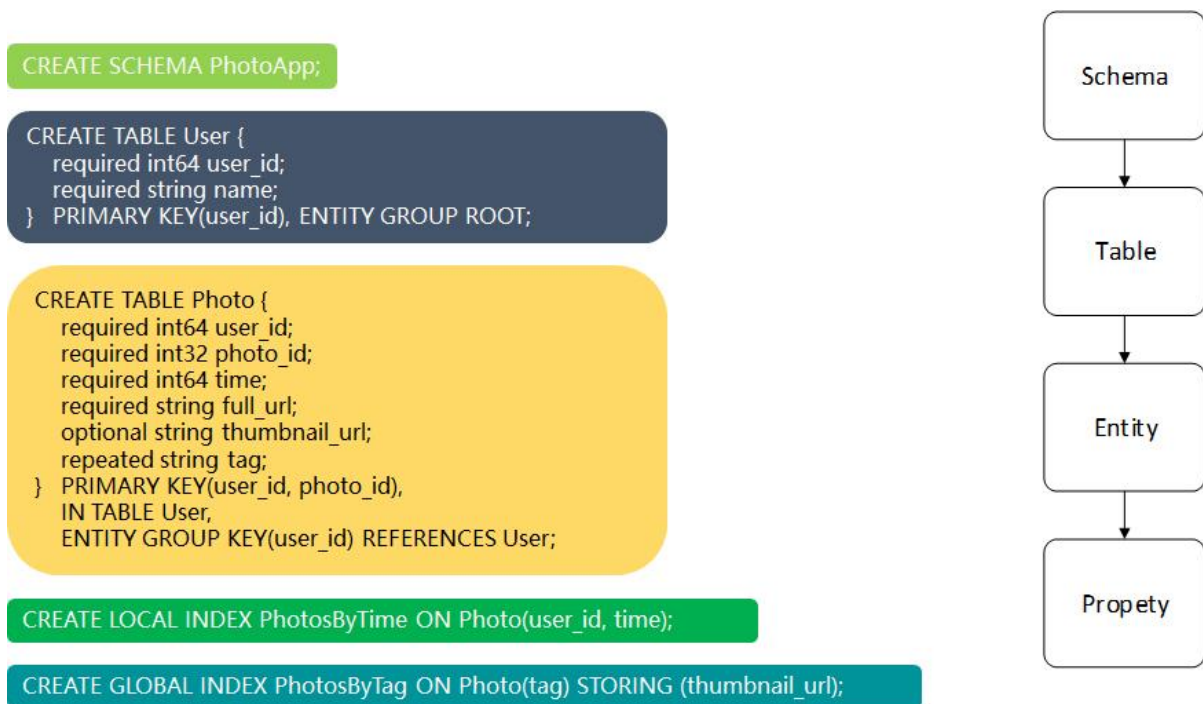 CREATE SCHEMA PhotoApp;
CREATE TABLE User {
required int64 user_id;
required string name;
} PRIMARY KEY(user_id), ENTITY GROUP ROOT;
CREATE TABLE Photo {
required int64 user_id;
required int32 photo_id;
required int64 time;
required string full_url;
optional string thumbnail_url;
repeated string tag;
} PRIMARY KEY(user_id, photo_id),
IN TABLE User,
ENTITY GROUP KEY(user_id) REFERENCES User;
CREATE LOCAL INDEX PhotosByTime ON Photo(user_id, time);
CREATE GLOBAL INDEX PhotosByTag ON Photo(tag) STORING (thumbnail_url);
Schema
Table
Entity
Propety